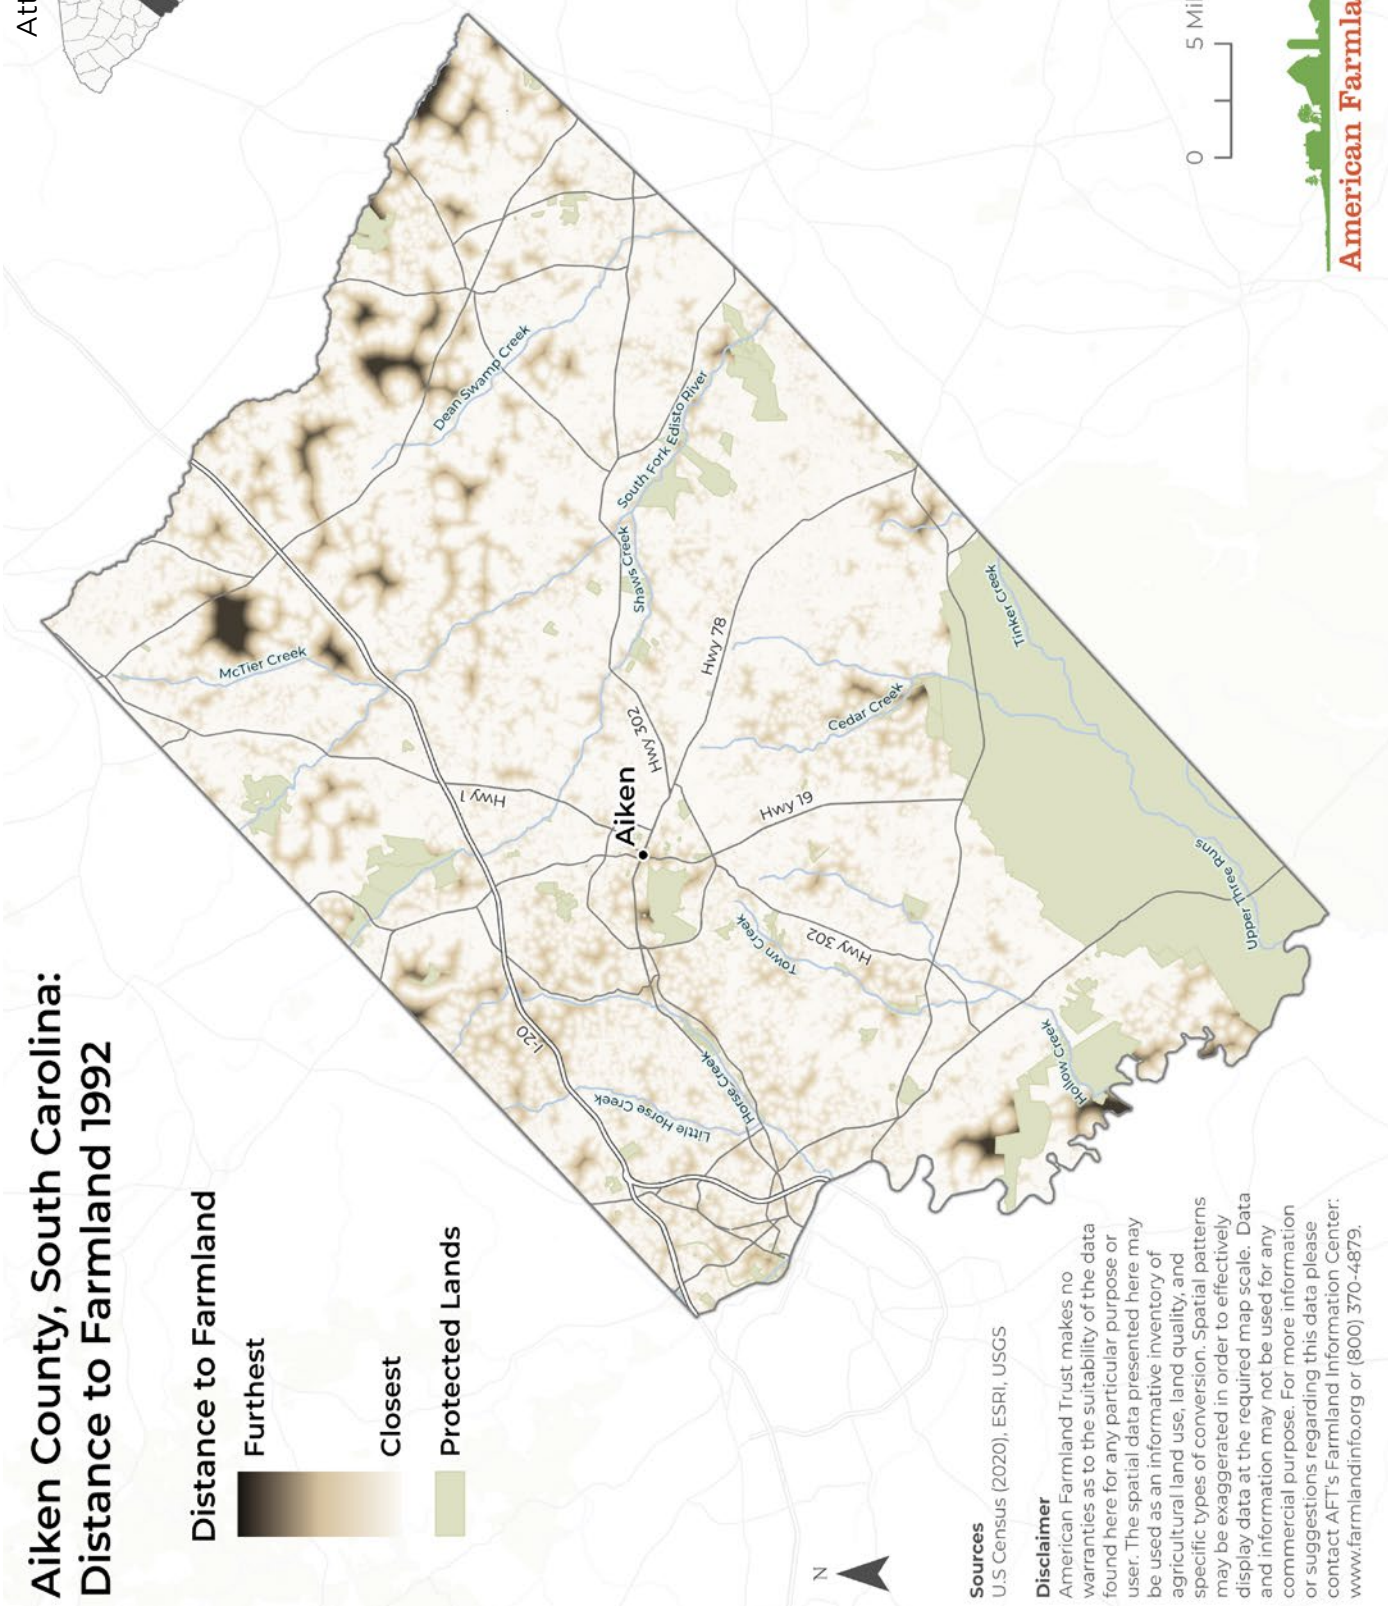 Aiken County, South Carolina:
Distance to Farmland 1992
Distance to Farmland
Furthest
Closest
Protected Lands
N
Sources
U.S Census (2020), ESRI, USGS
Disclaimer
American Farmland Trust makes no
warranties as to the suitability of the data
found here for any particular purpose or
user. The spatial data presented here may
be used as an informative inventory of
agricultural land use, land quality, and
specific types of conversion. Spatial patterns
may be exaggerated in order to effectively
display data at the required map scale. Data
and information may not be used for any
commercial purpose. For more information
or suggestions regarding this data please
contact AFT's Farmland Information Center:
www.farmlandinfo.org or (800) 370-4879.
McTier Creek
Dean Swamp Creek
South Fork Edisto River
Shaws Creek
Hwy 1
Hwy 302
Hwy 78
Aiken
Hwy 19
Cedar Creek
Tinker Creek
Upper Three Runs
Town Creek
Hwy 302
I-20
Horse Creek
Little Horse Creek
Hollow Creek
0
5 Mil
American Farmla
Att